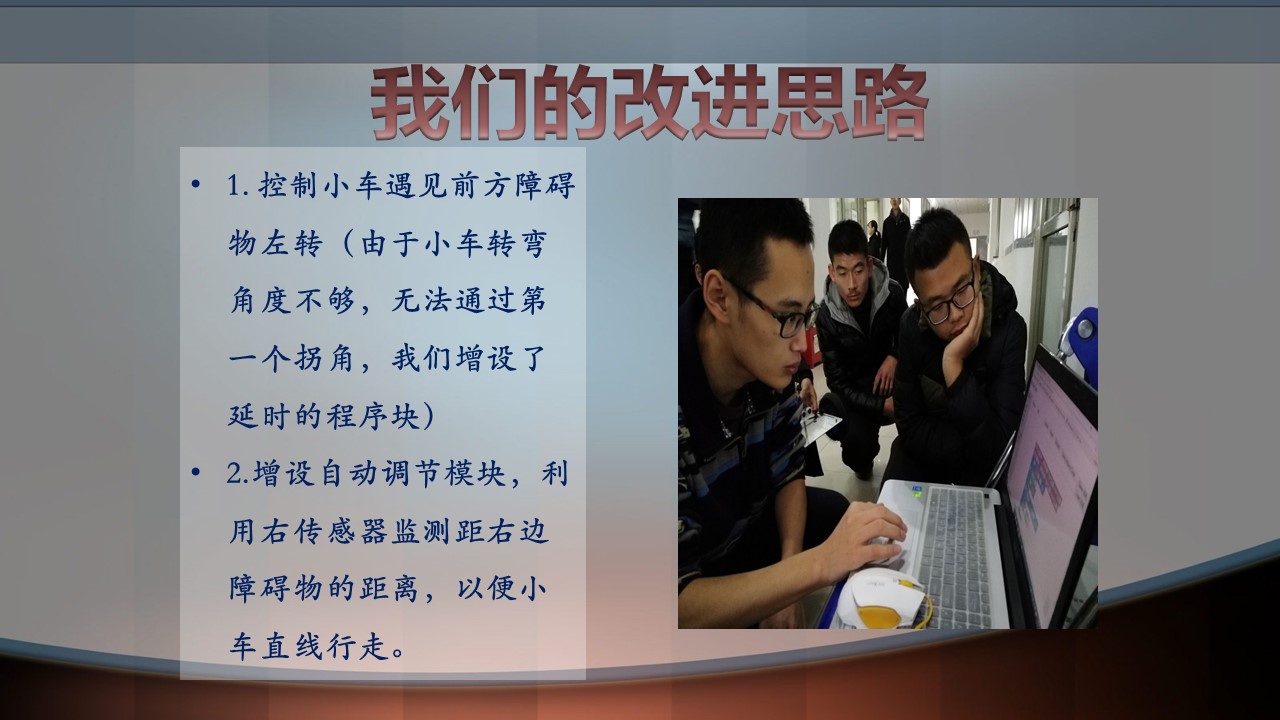 我们的改进思路
• 1. 控制小车遇见前方障碍
物左转（由于小车转弯
角度不够，无法通过第
一个拐角，我们增设了
延时的程序块）
• 2.增设自动调节模块，利
用右传感器监测距右边
障碍物的距离，以便小
车直线行走。